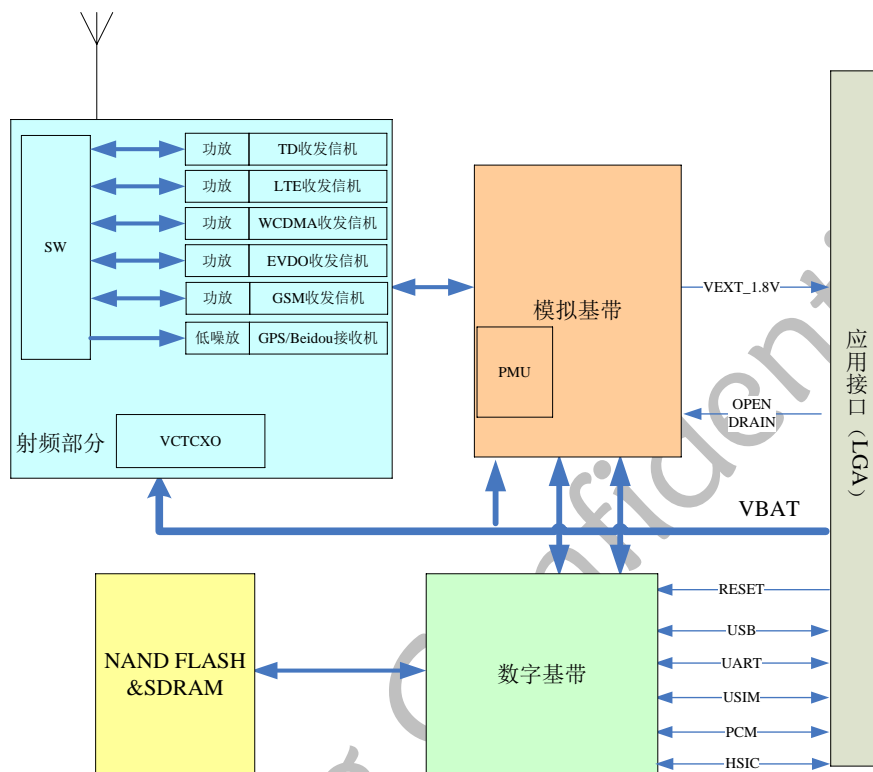 SW
功放 TD收发信机
功放 LTE收发信机
功放 WCDMA收发信机
功放 EVDO收发信机
功放 GSM收发信机
低噪放 GPS/Beidou接收机
射频部分
VCTCXO
模拟基带
PMU
VEXT_1.8V
OPEN
DRAIN
应用接口（LGA）
VBAT
NAND FLASH
&SDRAM
数字基带
RESET
USB
UART
USIM
PCM
HSIC